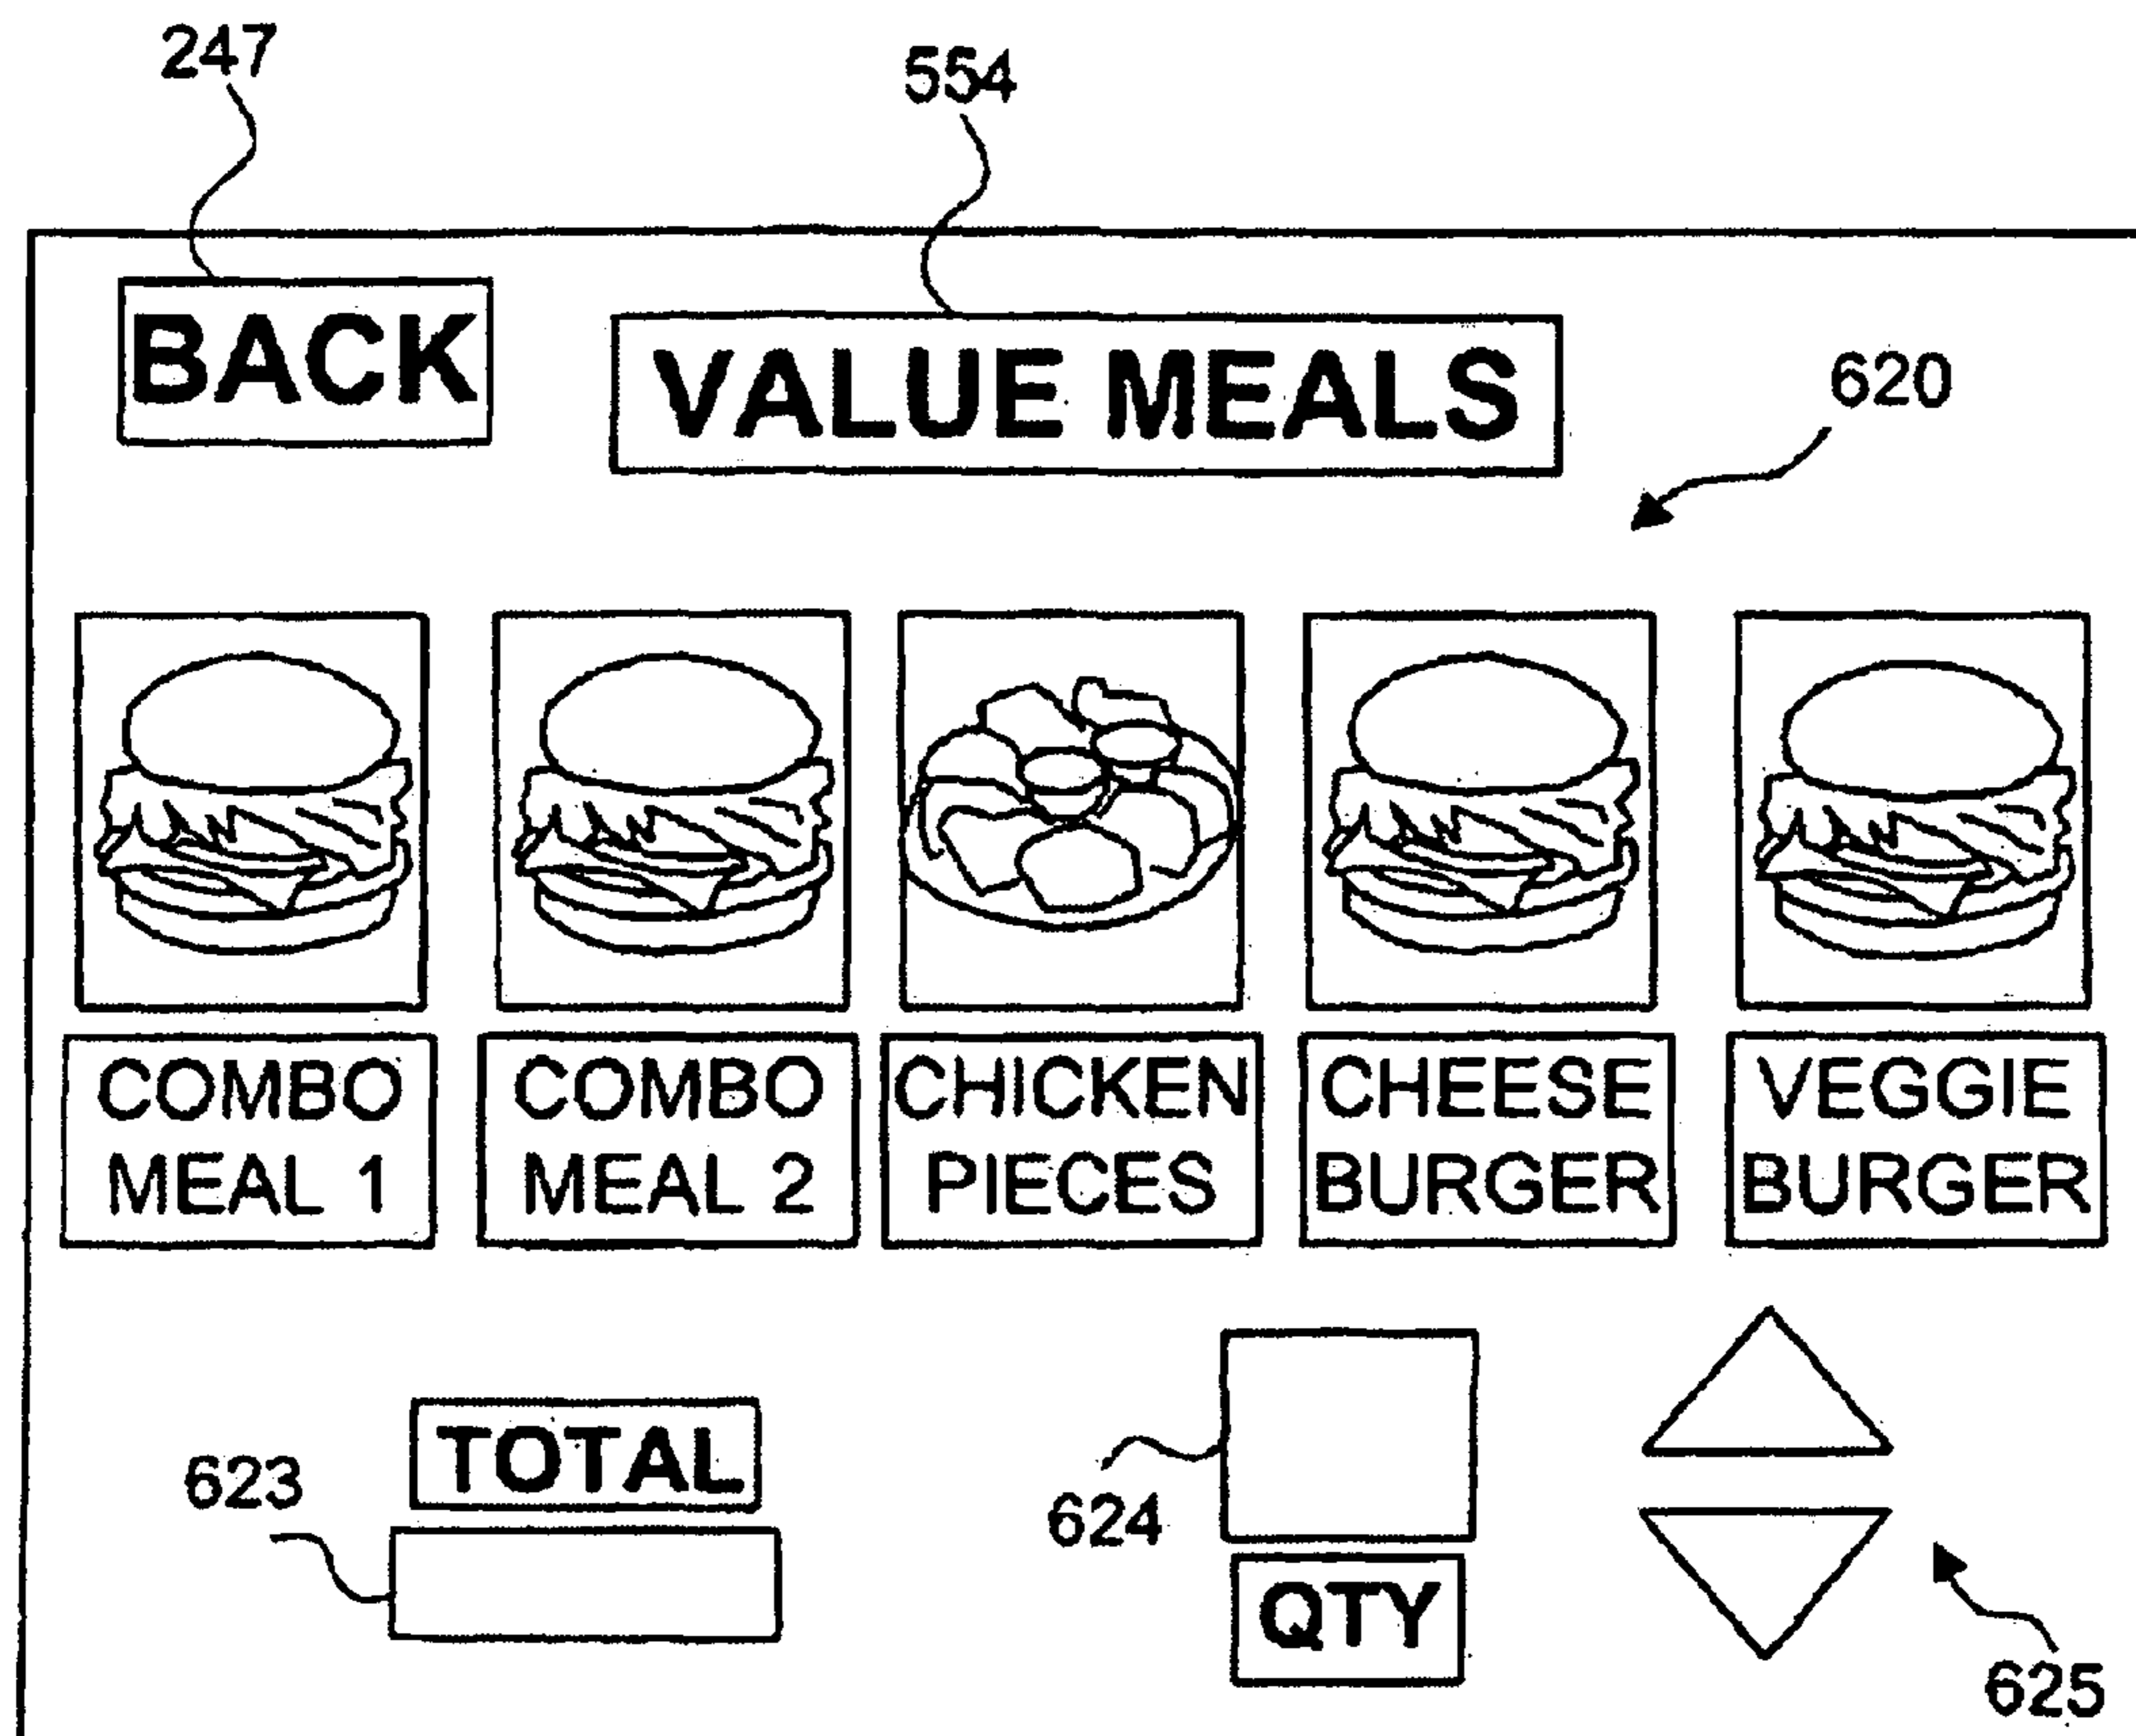 247
554
BACK
VALUE MEALS
620
COMBO
MEAL 1
COMBO
MEAL 2
CHICKEN
PIECES
CHEESE
BURGER
VEGGIE
BURGER
TOTAL
623
624
QTY
625